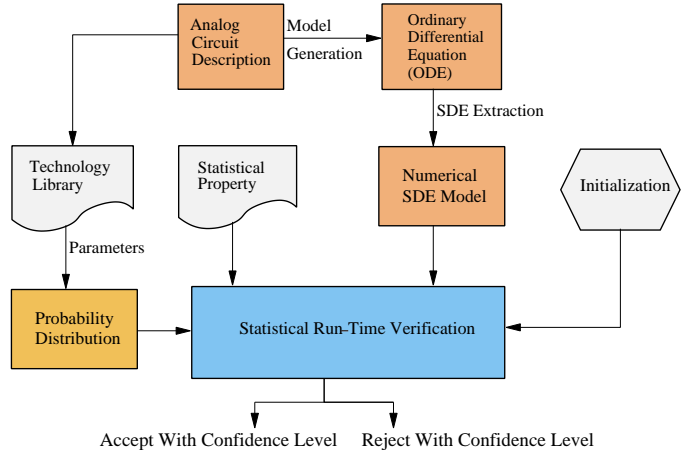 Analog
Circuit
Description
Model
Generation
Ordinary
Differential
Equation
(ODE)
SDE Extraction
Technology
Library
Statistical
Property
Numerical
SDE Model
Initialization
Parameters
Probability
Distribution
Statistical Run-Time Verification
Accept With Confidence Level
Reject With Confidence Level